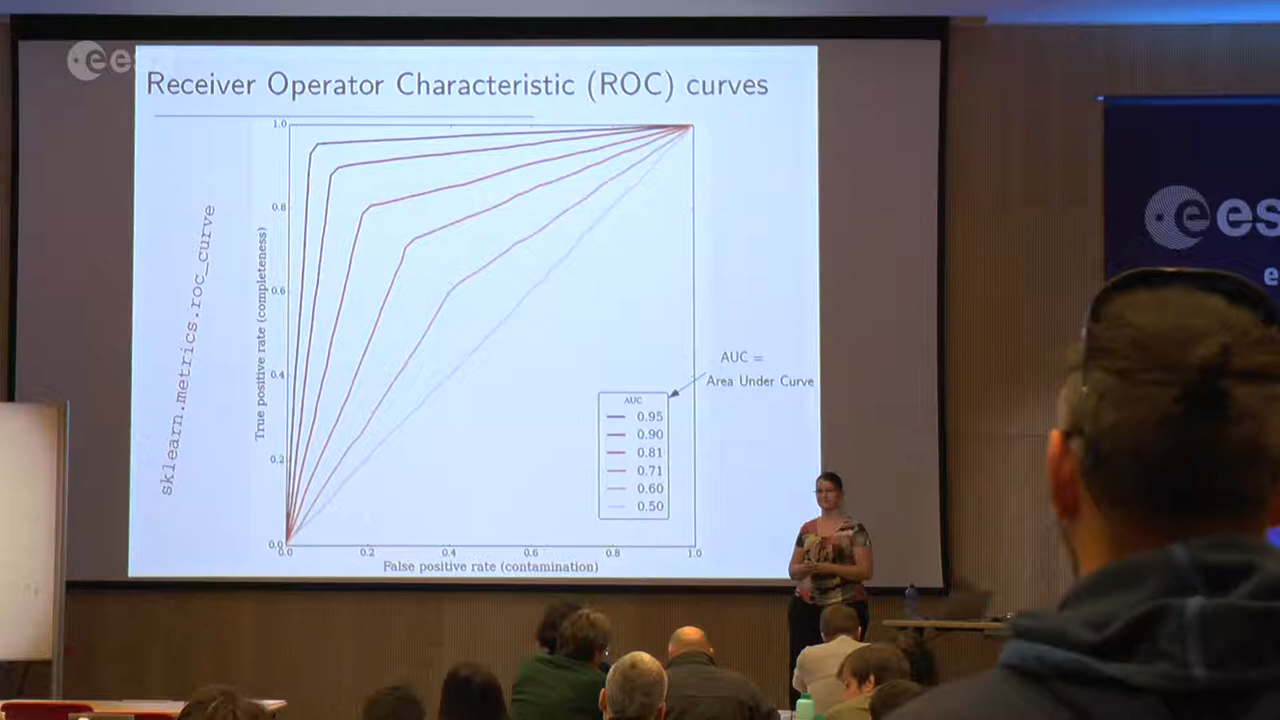 eesa
Receiver Operator Characteristic (ROC) curves
sklearn.metrics.roc_curve
True positive rate (completeness)
1.0
0.8
0.6
0.4
0.2
0.0
0.0 0.2 0.4 0.6 0.8 1.0
False positive rate (contamination)
AUC
0.95
0.90
0.81
0.71
0.60
0.50
AUC =
Area Under Curve
es
e